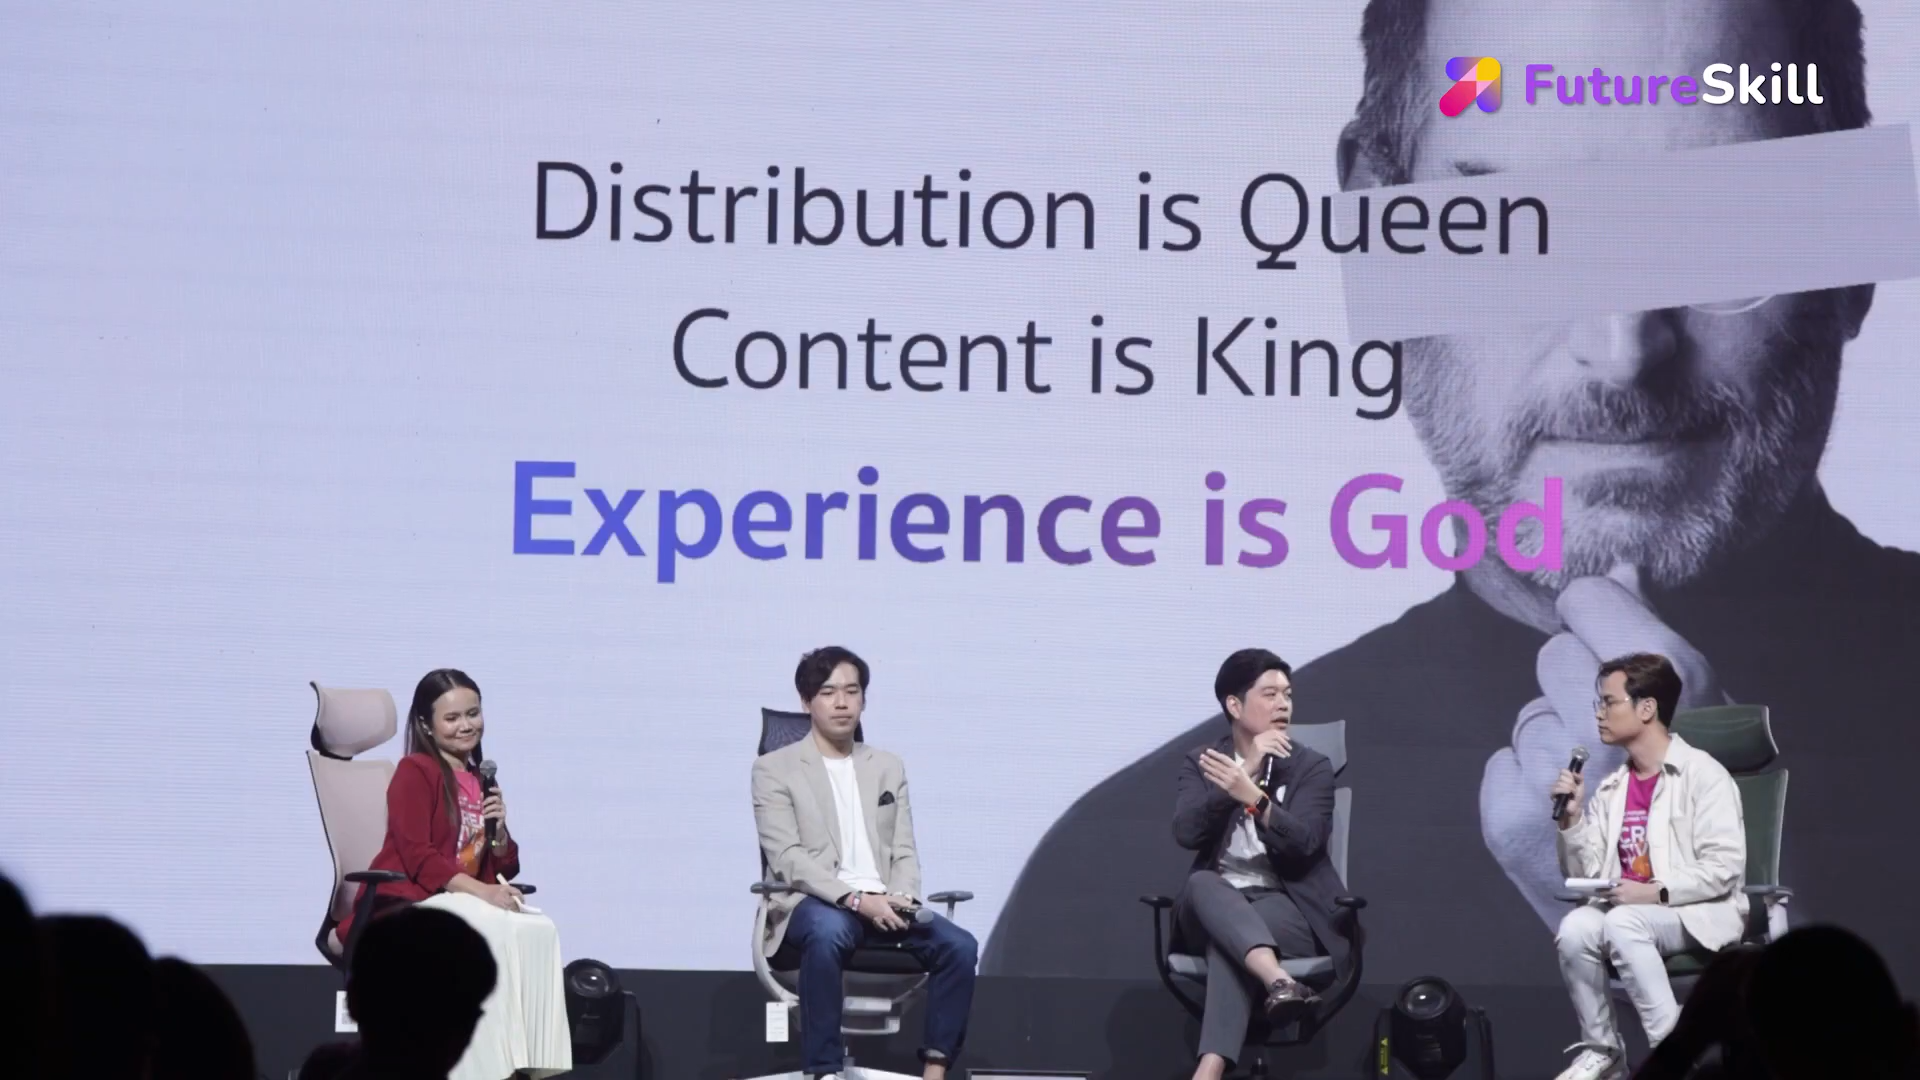 FutureSkill
Distribution is Queen
Content is King
Experience is God